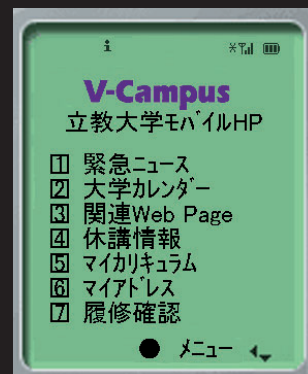 V-Campus
立教大学ﾓﾊﾞｲﾙHP
1 緊急ﾆｭｰｽ
2 大学ｶﾚﾝﾀﾞｰ
3 関連Web Page
4 休講情報
5 ﾏｲｶﾘｷｭﾗﾑ
6 ﾏｲｱﾄﾞﾚｽ
7 履修確認
● ﾒﾆｭｰ